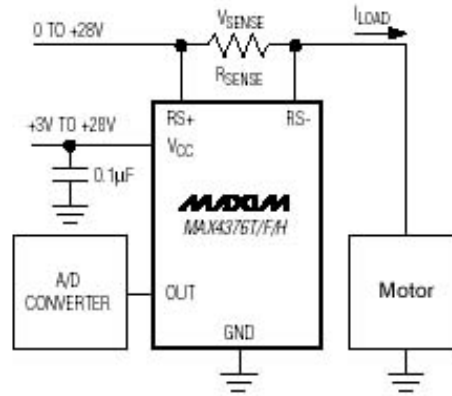 0 TO +28V
VSENSE
ILOAD
RSENSE
RS+
RS-
+3V TO +28V
VCC
0.1µF
MAXIM
MAX4376T/F/H
A/D
CONVERTER
OUT
Motor
GND